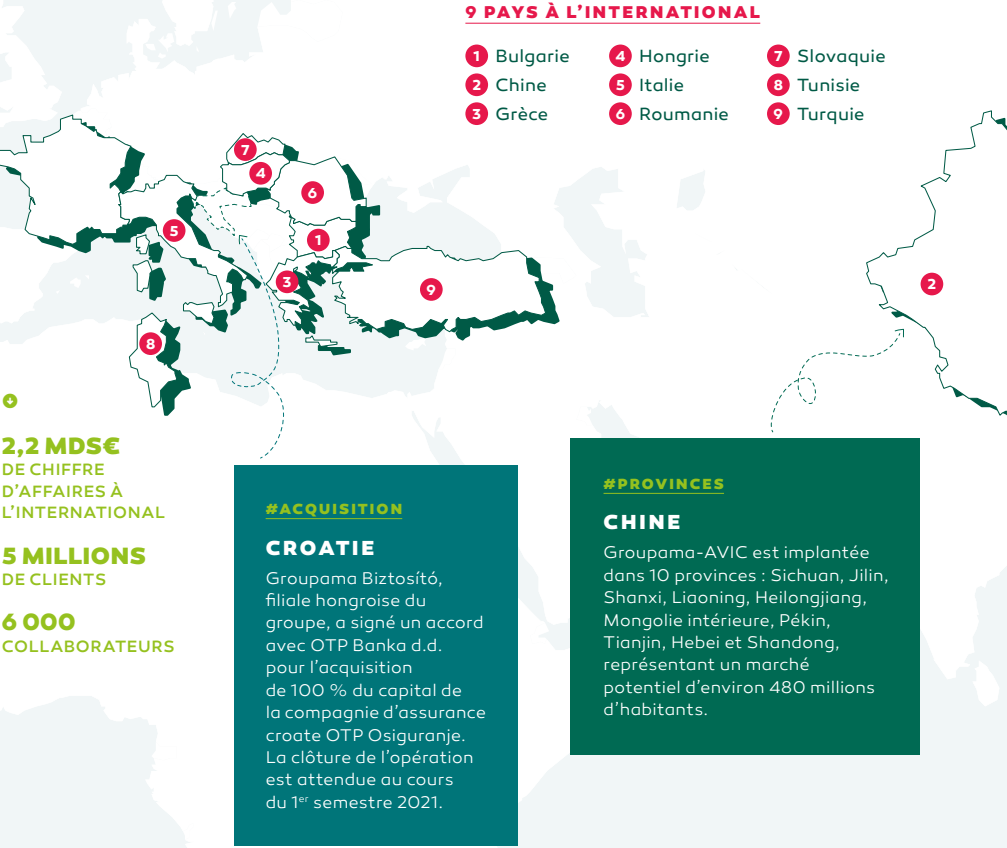 9 PAYS À L'INTERNATIONAL
1 Bulgarie
2 Chine
3 Grèce
4 Hongrie
5 Italie
6 Roumanie
7 Slovaquie
8 Tunisie
9 Turquie
7
4
6
5
1
3
9
2
8
2,2 MDS€
DE CHIFFRE
D'AFFAIRES À
L'INTERNATIONAL
5 MILLIONS
DE CLIENTS
6 000
COLLABORATEURS
#ACQUISITION
CROATIE
Groupama Biztosító,
filiale hongroise du
groupe, a signé un accord
avec OTP Banka d.d.
pour l'acquisition
de 100 % du capital de
la compagnie d'assurance
croate OTP Osiguranje.
La clôture de l'opération
est attendue au cours
du 1er semestre 2021.
#PROVINCES
CHINE
Groupama-AVIC est implantée
dans 10 provinces : Sichuan, Jilin,
Shanxi, Liaoning, Heilongjiang,
Mongolie intérieure, Pékin,
Tianjin, Hebei et Shandong,
représentant un marché
potentiel d'environ 480 millions
d'habitants.